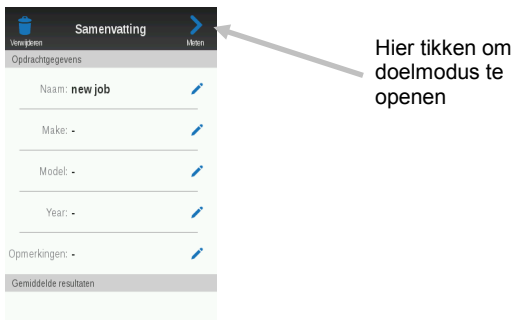 Samenvatting
Verwijderen
Meten
Opdrachtgegevens
Naam: new job
Make: -
Model: -
Year: -
Opmerkingen: -
Gemiddelde resultaten
Hier tikken om
doelmodus te
openen